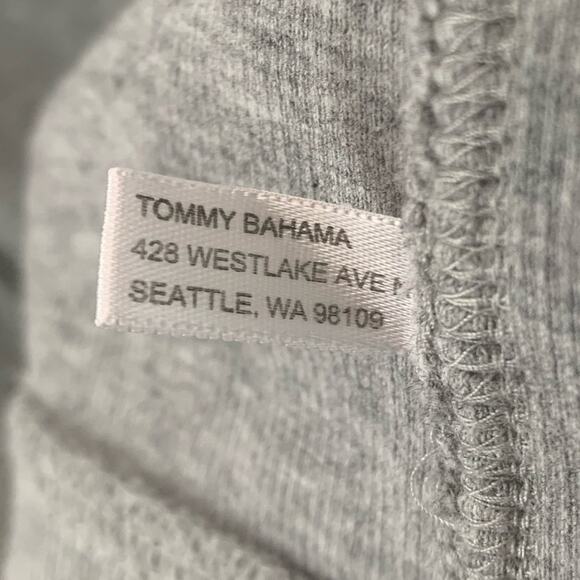 TOMMY BAHAMA
428 WESTLAKE AVE
SEATTLE, WA 98109